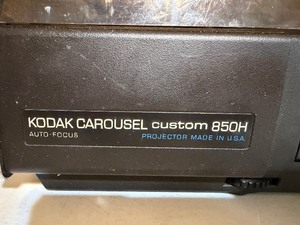 KODAK CAROUSEL custom 850H
AUTO-FOCUS PROJECTOR MADE IN U.S.A.